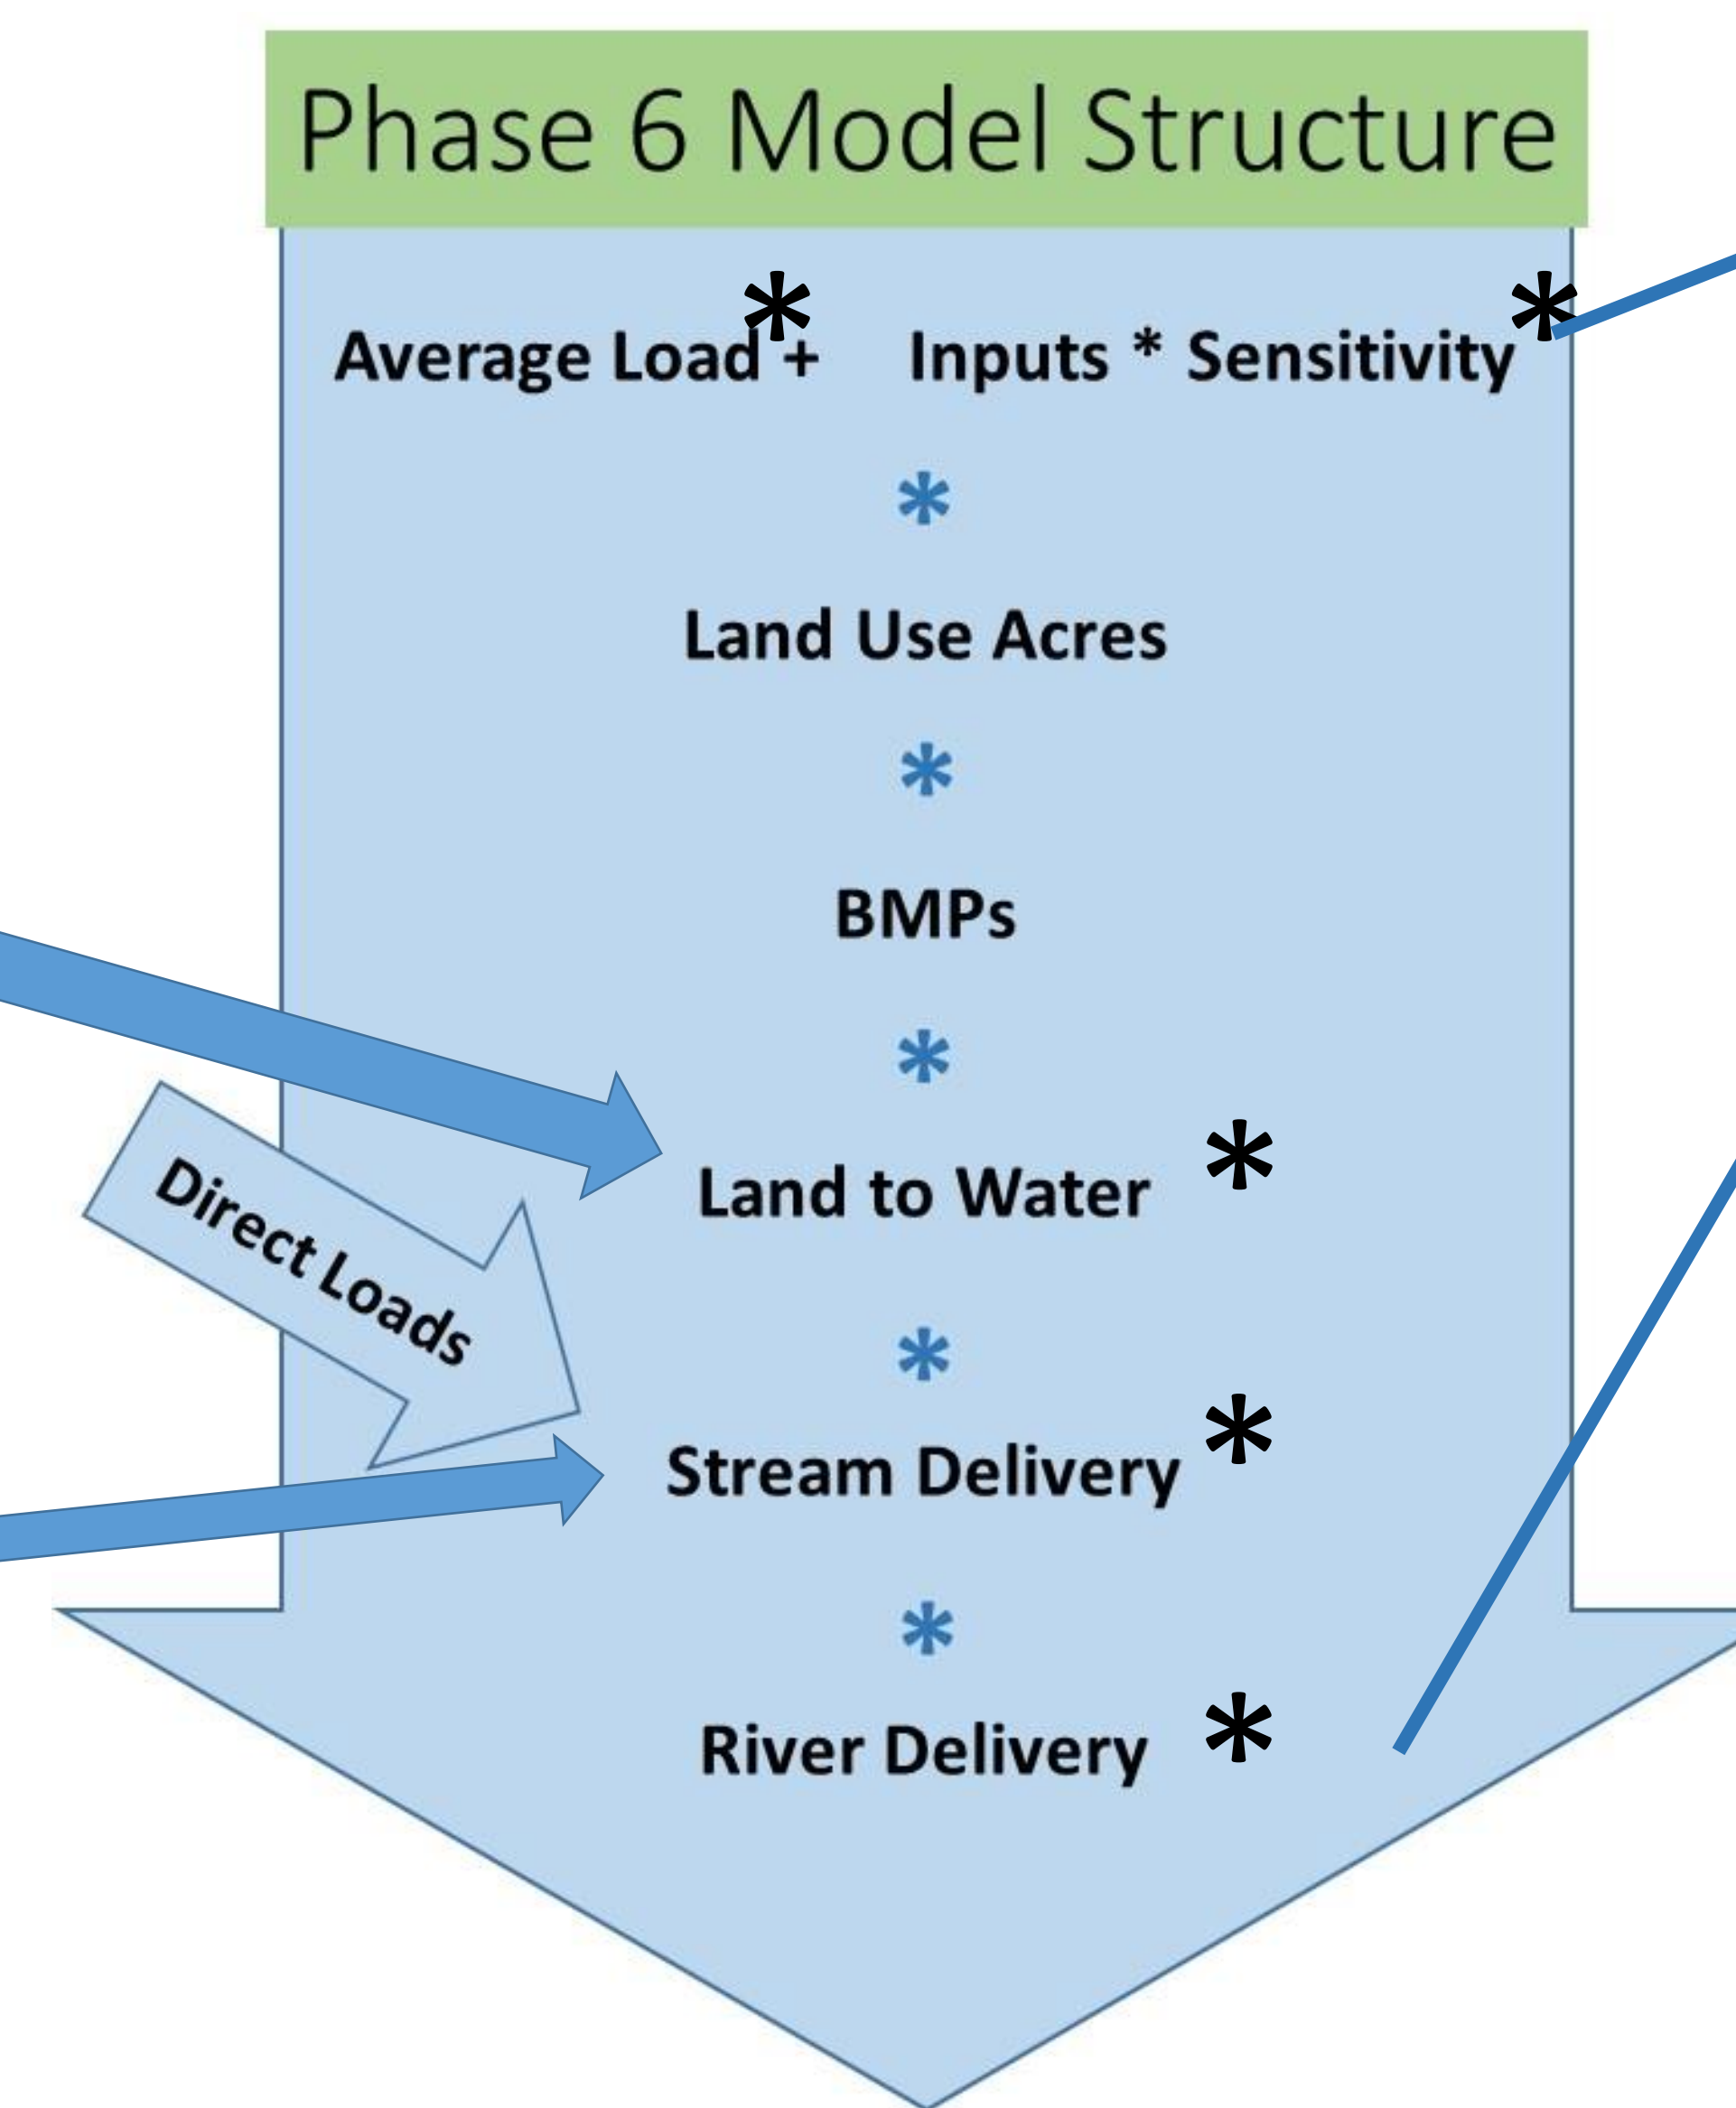 Phase 6 Model Structure
Average Load* + Inputs * Sensitivity*
*
Land Use Acres
*
BMPs
*
Land to Water *
Direct Loads
*
Stream Delivery *
*
River Delivery *